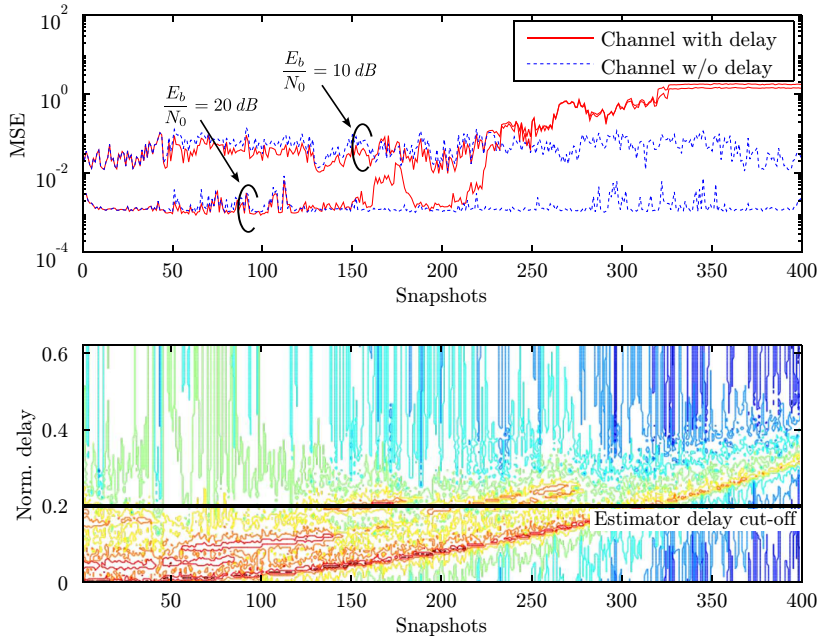 10^2
10^0
10^-2
10^-4
MSE
Channel with delay
Channel w/o delay
E_b/N_0 = 10 dB
E_b/N_0 = 20 dB
0 50 100 150 200 250 300 350 400
Snapshots
0.6
0.4
0.2
0
Norm. delay
Estimator delay cut-off
50 100 150 200 250 300 350 400
Snapshots